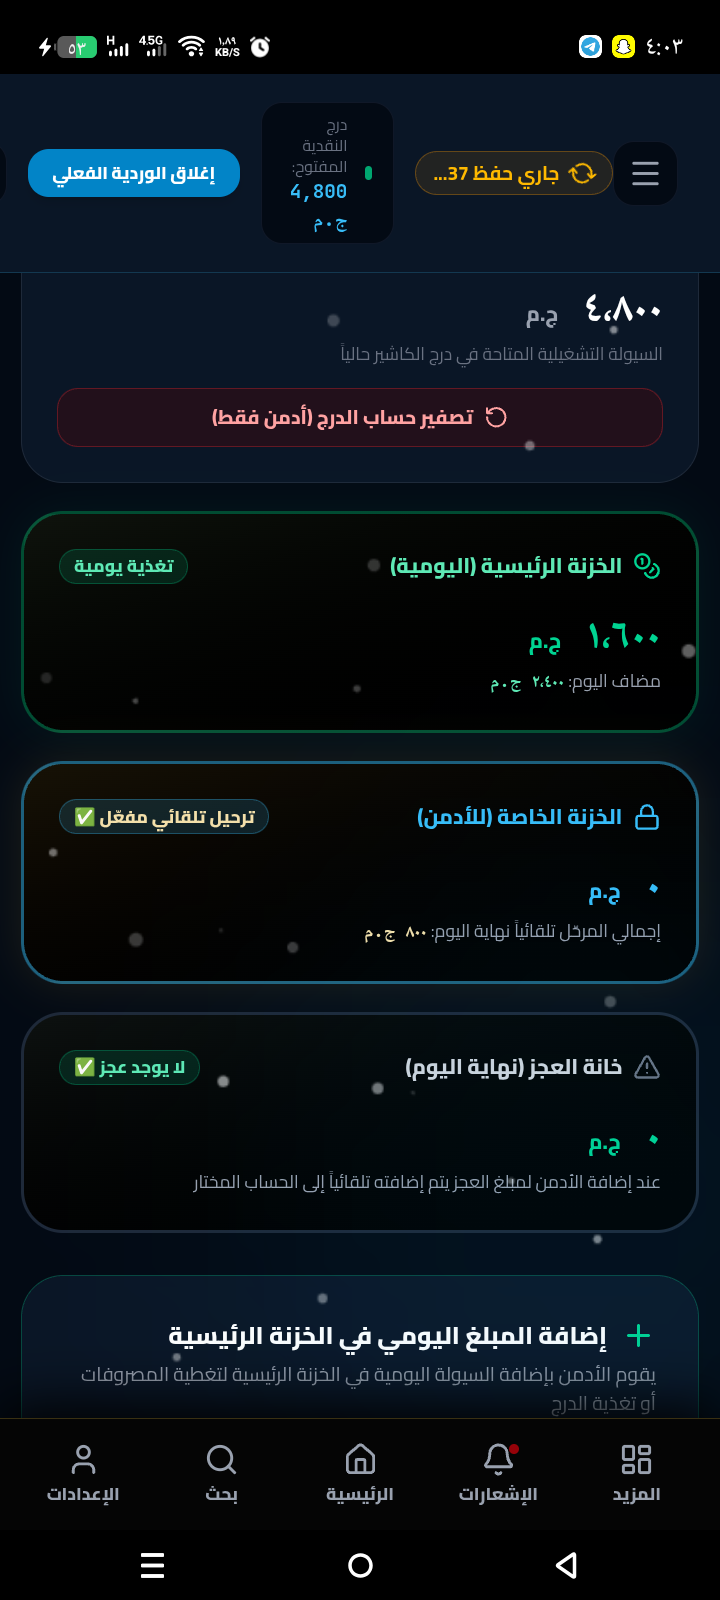 ٥٣
H
4.5G
١,٨٩
KB/S
٤:٠٣
جاري حفظ 37...
درج
النقدية
المفتوح:
4,800
ج.م
إغلاق الوردية الفعلي
٤,٨٠٠ ج.م
السيولة التشغيلية المتاحة في درج الكاشير حالياً
تصفير حساب الدرج (أدمن فقط)
الخزنة الرئيسية (اليومية)
تغذية يومية
١,٦٠٠ ج.م
مضاف اليوم: ٢,٤٠٠ ج.م
الخزنة الخاصة (للأدمن)
ترحيل تلقائي مفعّل ✅
٠ ج.م
إجمالي المرحّل تلقائياً نهاية اليوم: ٨٠٠ ج.م
خانة العجز (نهاية اليوم)
لا يوجد عجز ✅
٠ ج.م
عند إضافة الأدمن لمبلغ العجز يتم إضافته تلقائياً إلى الحساب المختار
إضافة المبلغ اليومي في الخزنة الرئيسية
يقوم الأدمن بإضافة السيولة اليومية في الخزنة الرئيسية لتغطية المصروفات
أو تغذية الدرج
المزيد
الإشعارات
الرئيسية
بحث
الإعدادات